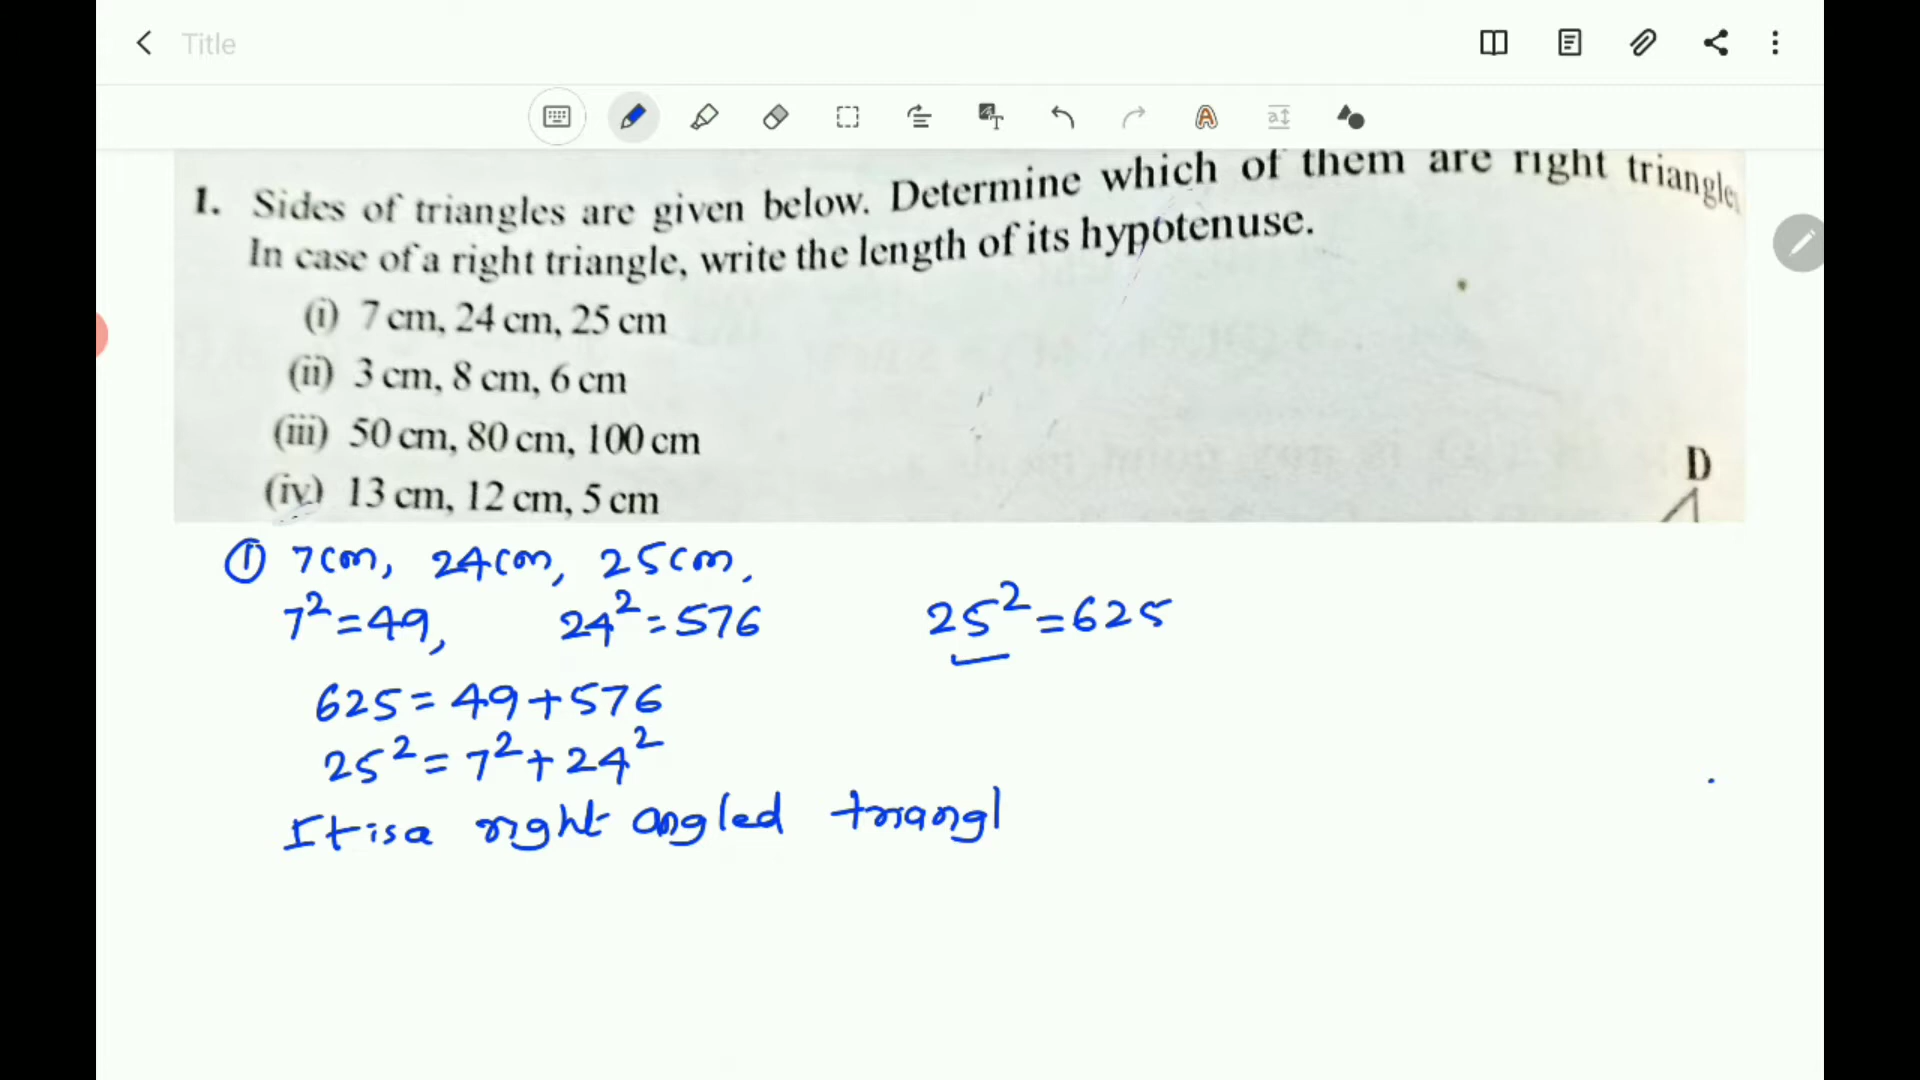 Title
1. Sides of triangles are given below. Determine which of them are right triangle
In case of a right triangle, write the length of its hypotenuse.
(i) 7 cm, 24 cm, 25 cm
(ii) 3 cm, 8 cm, 6 cm
(iii) 50 cm, 80 cm, 100 cm
(iv) 13 cm, 12 cm, 5 cm
D
① 7cm, 24cm, 25cm.
7² = 49, 24² = 576 25² = 625
625 = 49 + 576
25² = 7² + 24²
It is a right angled triangl